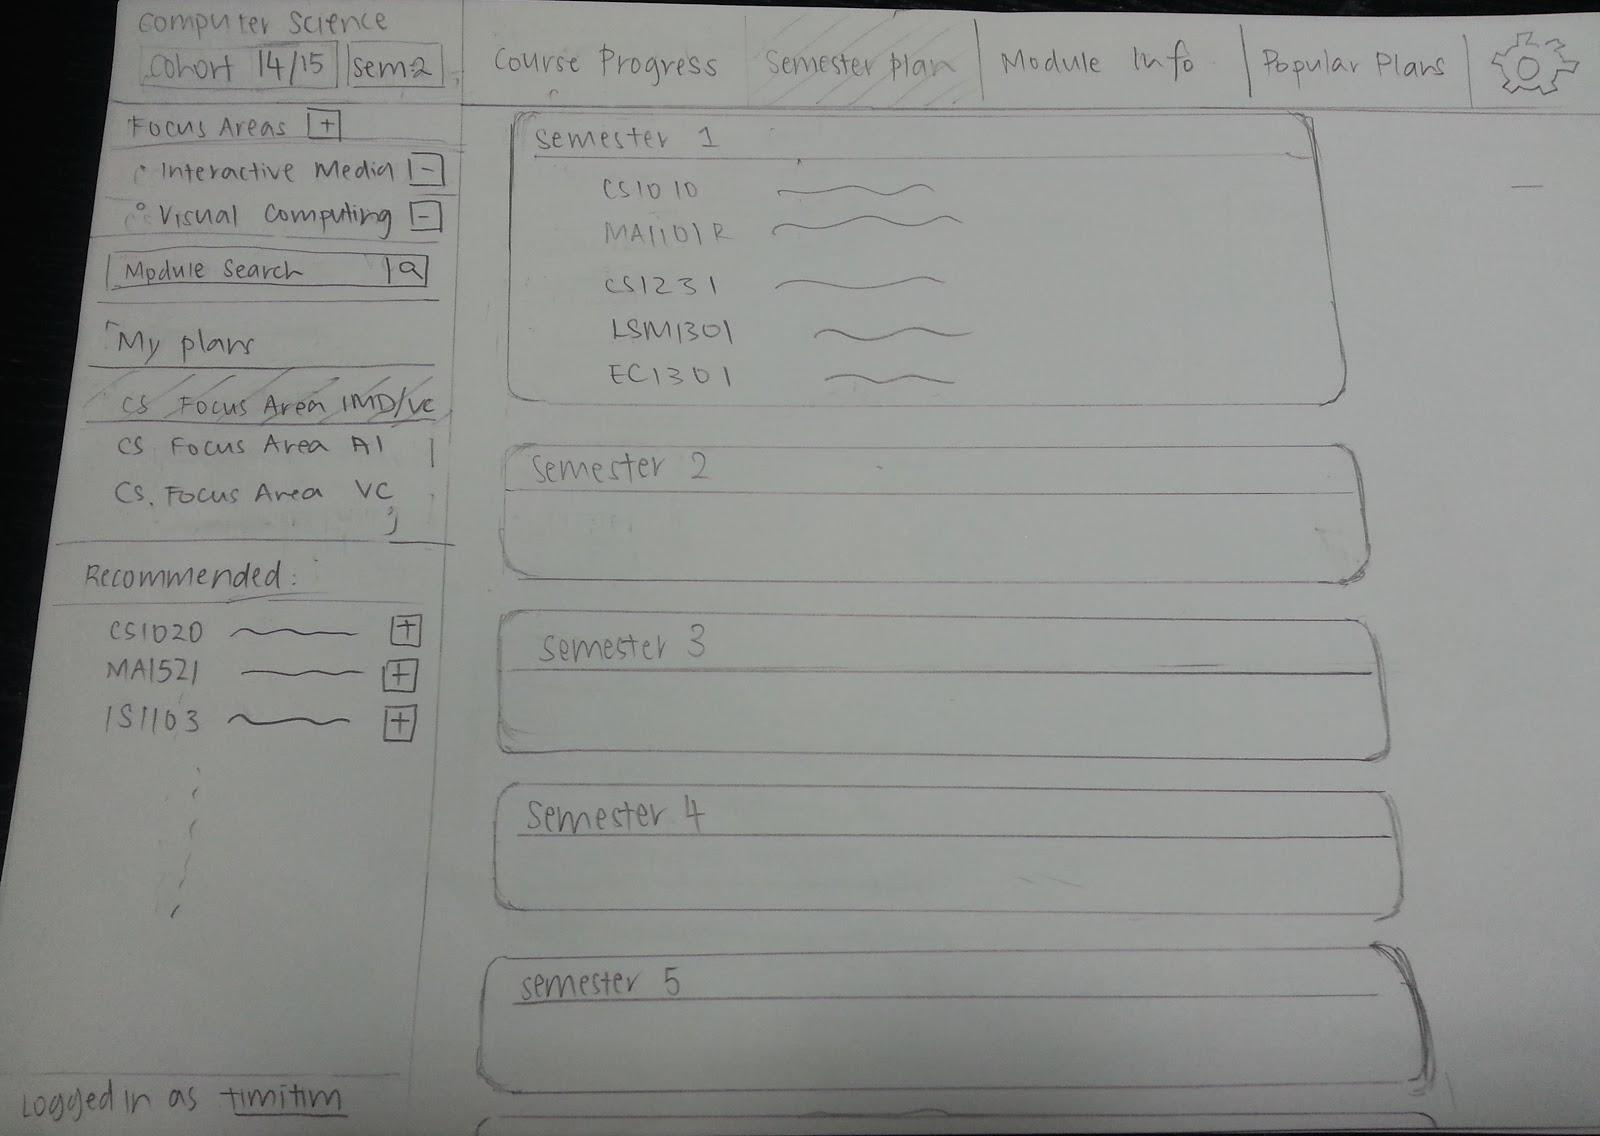 Computer Science
Cohort 14/15 sem 2
Focus Areas +
Interactive Media -
Visual Computing -
Module Search
My plans
CS Focus Area IMD/VC
CS Focus Area AI
CS. Focus Area VC
Recommended:
CS1020 +
MA1521 +
IS1103 +
Logged in as timitim
Course Progress
Semester plan
Module Info
Popular Plans
Semester 1
CS1010
MA1101R
CS1231
LSM1301
EC1301
Semester 2
Semester 3
Semester 4
Semester 5